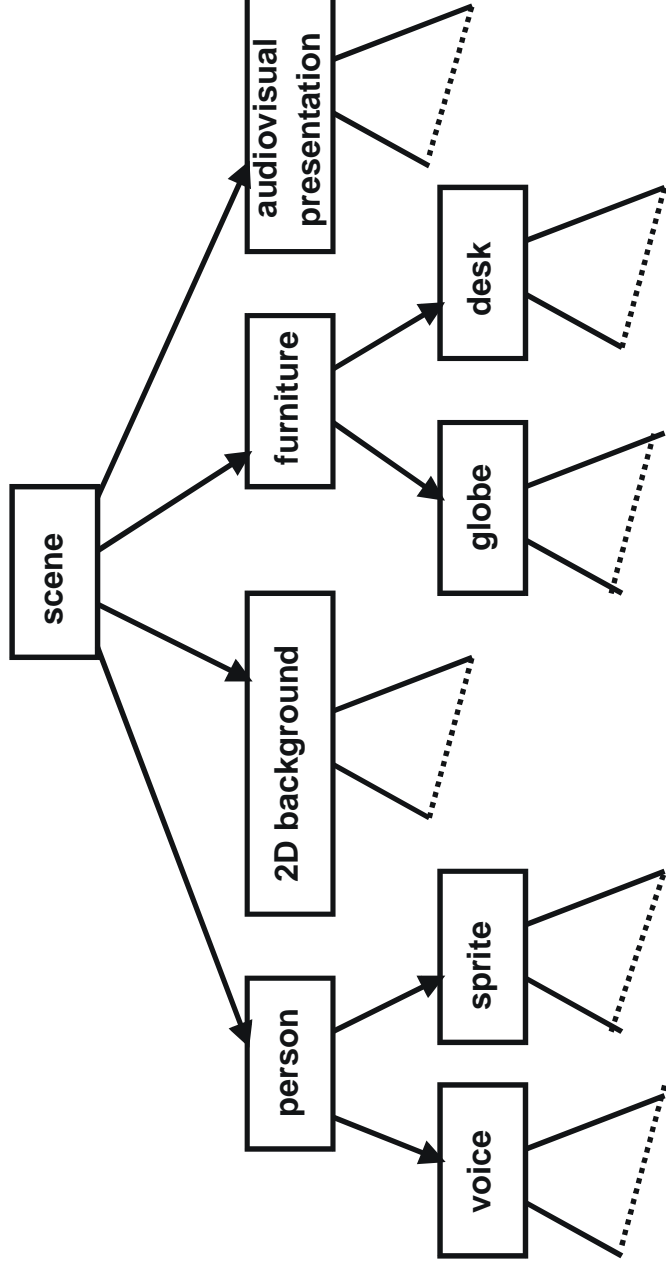 scene
person
2D background
furniture
audiovisual
presentation
voice
sprite
globe
desk